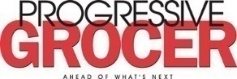 PROGRESSIVE
GROCER
AHEAD OF WHAT'S NEXT